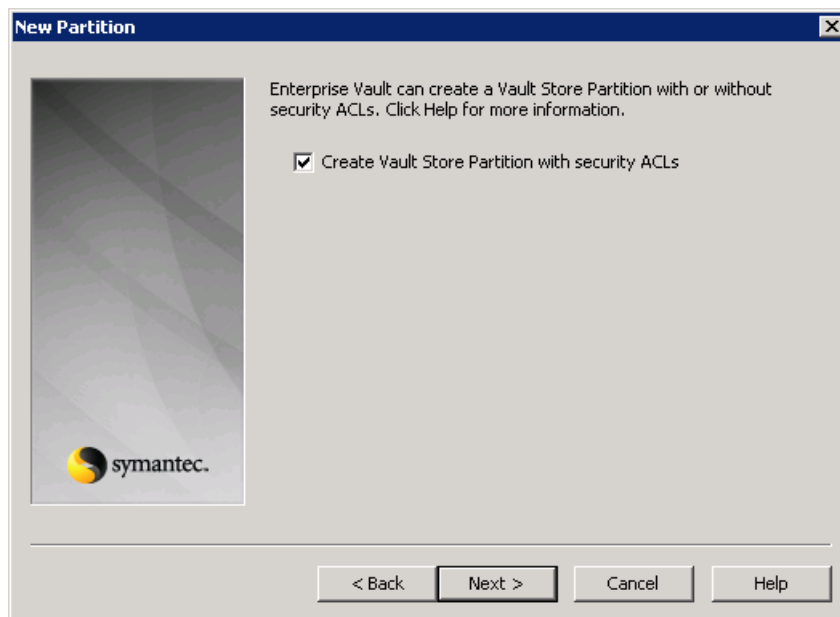 New Partition
Enterprise Vault can create a Vault Store Partition with or without
security ACLs. Click Help for more information.
Create Vault Store Partition with security ACLs
symantec.
< Back
Next >
Cancel
Help